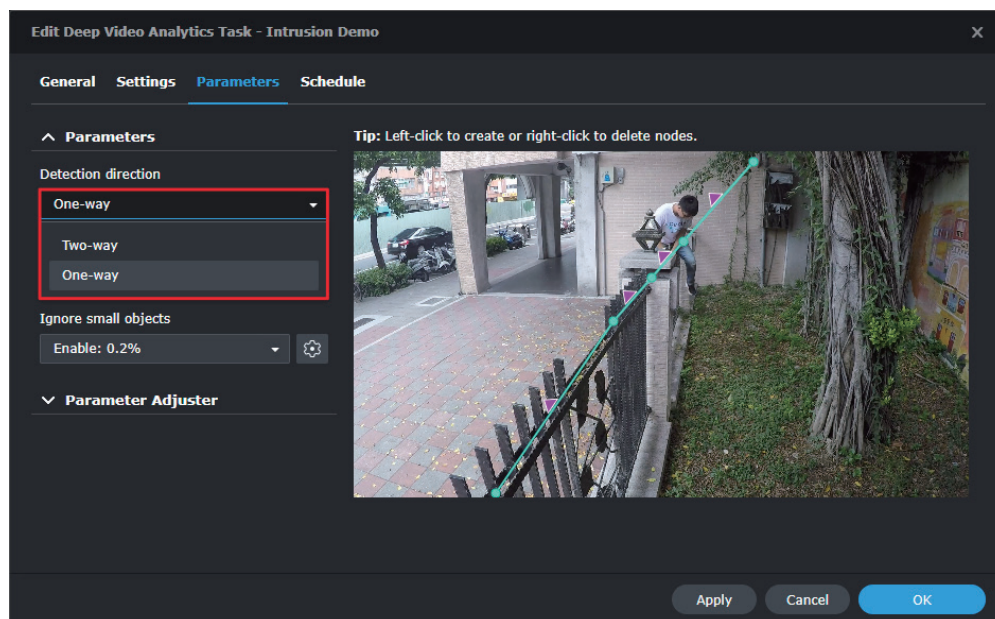 Edit Deep Video Analytics Task - Intrusion Demo
General Settings Parameters Schedule
Parameters
Tip: Left-click to create or right-click to delete nodes.
Detection direction
One-way
Two-way
One-way
Ignore small objects
Enable: 0.2%
Parameter Adjuster
Apply Cancel OK